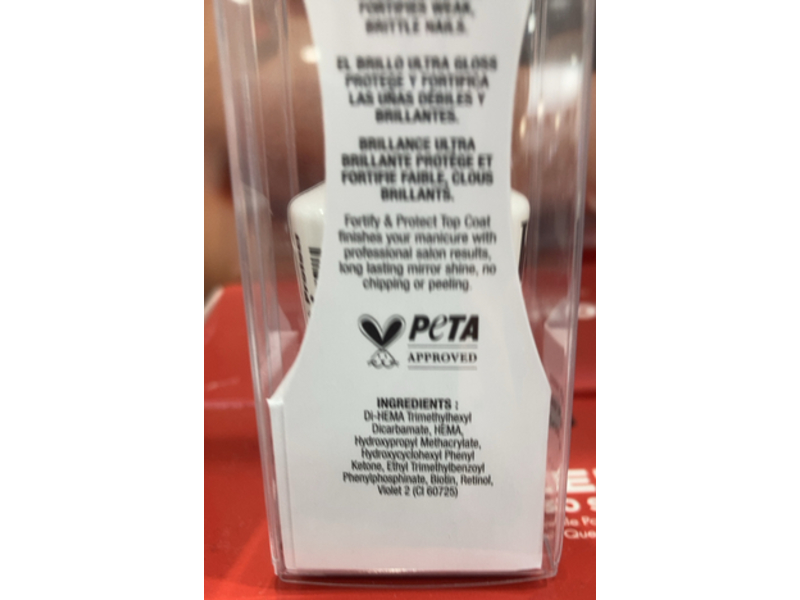 FORTIFIES WEAK,
BRITTLE NAILS.
EL BRILLO ULTRA GLOSS
PROTEGE Y FORTIFICA
LAS UÑAS DÉBILES Y
BRILLANTES.
BRILLANCE ULTRA
BRILLANTE PROTÈGE ET
FORTIFIE FAIBLE, CLOUS
BRILLANTS.
Fortify & Protect Top Coat
finishes your manicure with
professional salon results,
long lasting mirror shine, no
chipping or peeling.
PETA
APPROVED
INGREDIENTS :
Di-HEMA Trimethylhexyl
Dicarbamate, HEMA,
Hydroxypropyl Methacrylate,
Hydroxycyclohexyl Phenyl
Ketone, Ethyl Trimethylbenzoyl
Phenylphosphinate, Biotin, Retinol,
Violet 2 (CI 60725)